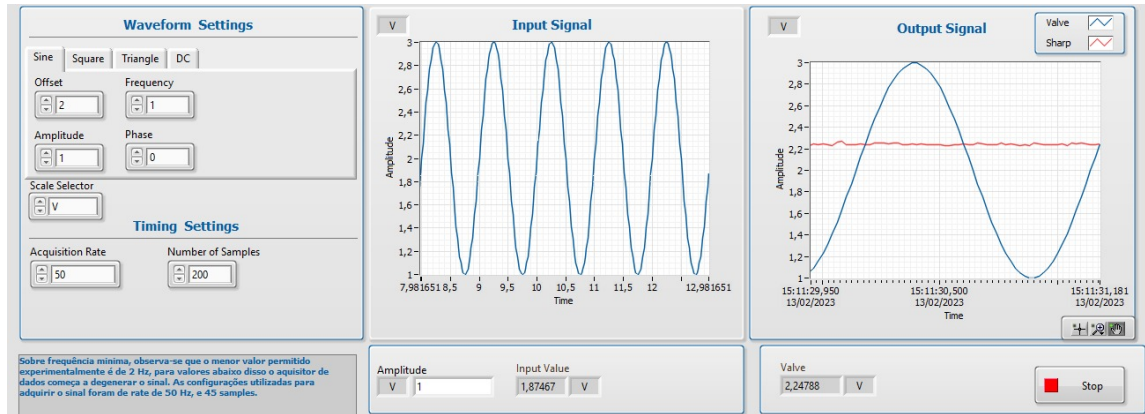 Waveform Settings
Sine Square Triangle DC
Offset Frequency
2 1
Amplitude Phase
1 0
Scale Selector
V
Timing Settings
Acquisition Rate Number of Samples
50 200
Sobre frequência mínima, observa-se que o menor valor permitido
experimentalmente é de 2 Hz, para valores abaixo disso o aquisitor de
dados começa a degenerar o sinal. As configurações utilizadas para
adquirir o sinal foram de rate de 50 Hz, e 45 samples.
V Input Signal
Amplitude
3
2,8
2,6
2,4
2,2
2
1,8
1,6
1,4
1,2
1
7,981651 8,5 9 9,5 10 10,5 11 11,5 12 12,981651
Time
Amplitude Input Value
V 1 1,87467 V
V Output Signal
Valve
Sharp
Amplitude
3
2,8
2,6
2,4
2,2
2
1,8
1,6
1,4
1,2
1
15:11:29,950 15:11:30,500 15:11:31,181
13/02/2023 13/02/2023 13/02/2023
Time
Valve
2,24788 V
Stop